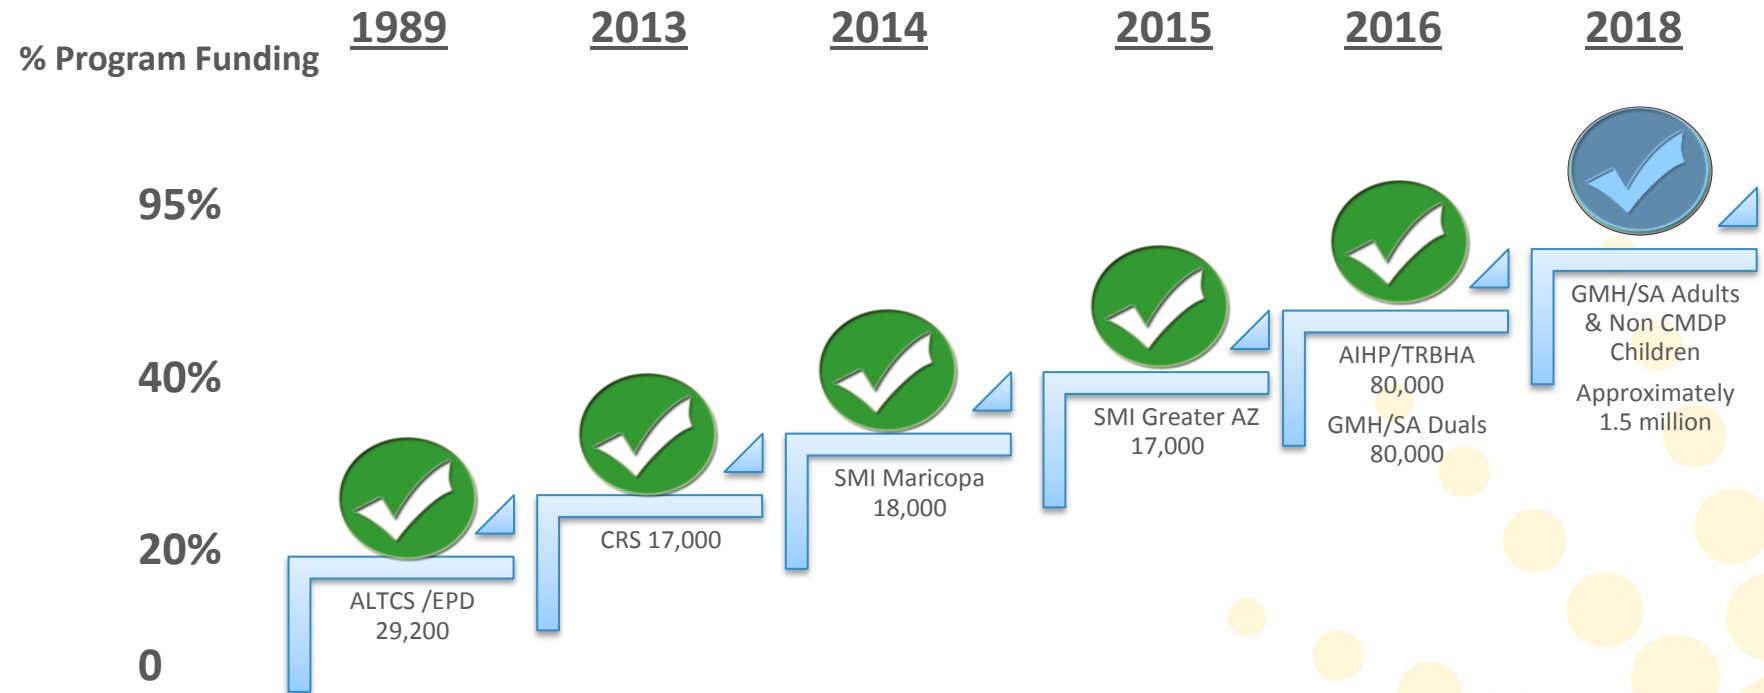 1989
2013
2014
2015
2016
2018
% Program Funding
95%
40%
20%
0
ALTCS /EPD
29,200
CRS 17,000
SMI Maricopa
18,000
SMI Greater AZ
17,000
AIHP/TRBHA
80,000
GMH/SA Duals
80,000
GMH/SA Adults
& Non CMDP
Children
Approximately
1.5 million